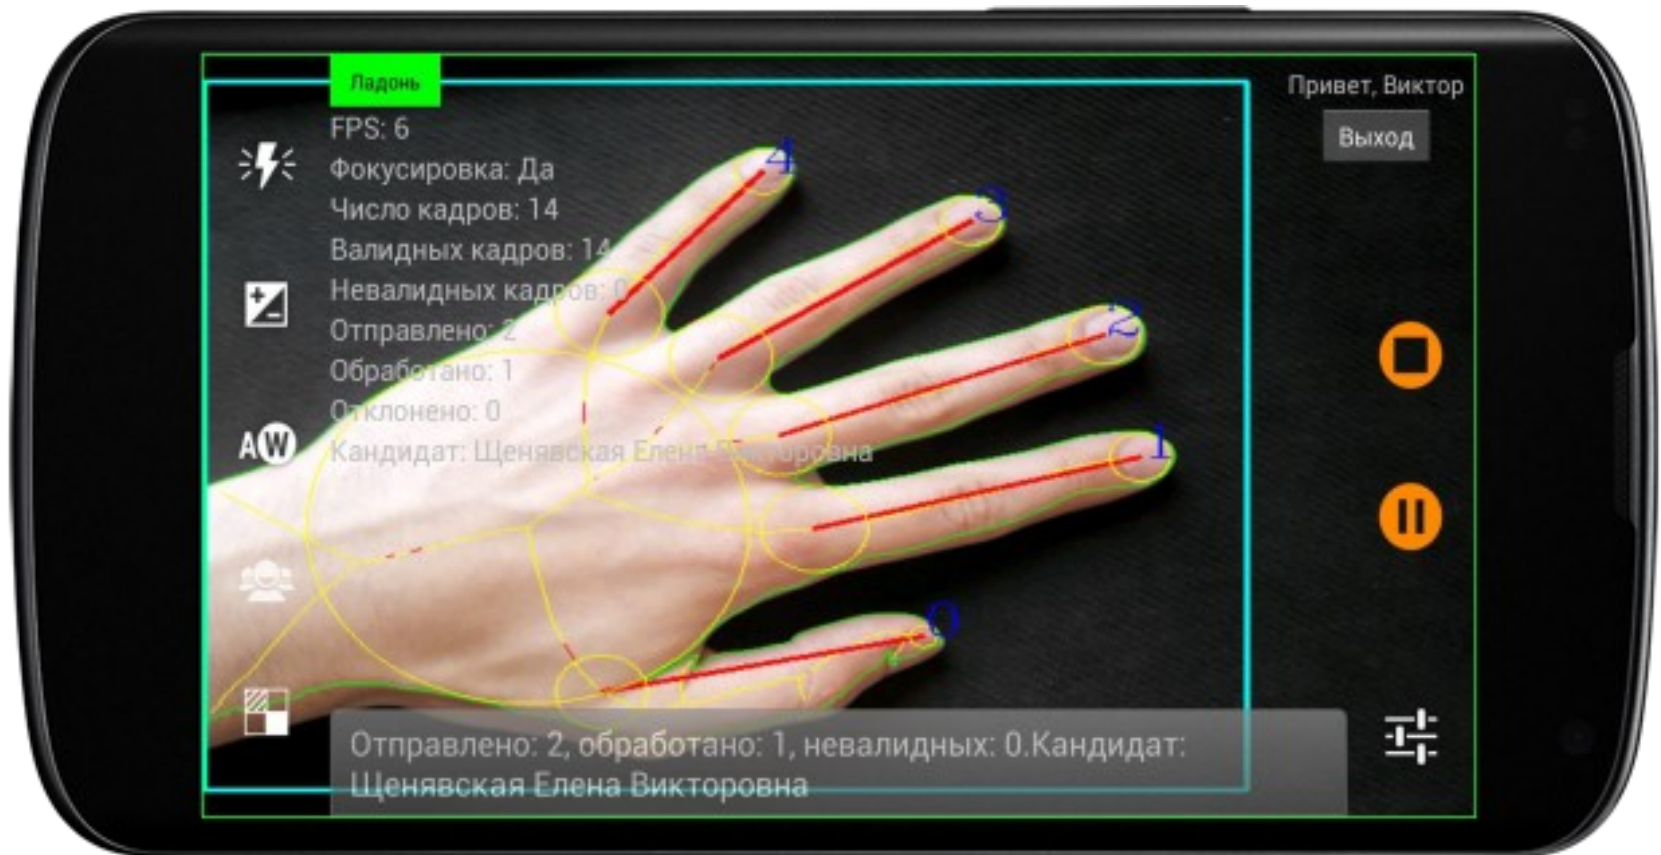 Ладонь
Привет, Виктор
Выход
FPS: 6
Фокусировка: Да
Число кадров: 14
Валидных кадров: 14
Невалидных кадров: 0
Отправлено: 2
Обработано: 1
Отклонено: 0
Кандидат: Щенявская Елена Викторовна
AW
4
3
2
1
0
Отправлено: 2, обработано: 1, невалидных: 0.Кандидат:
Щенявская Елена Викторовна